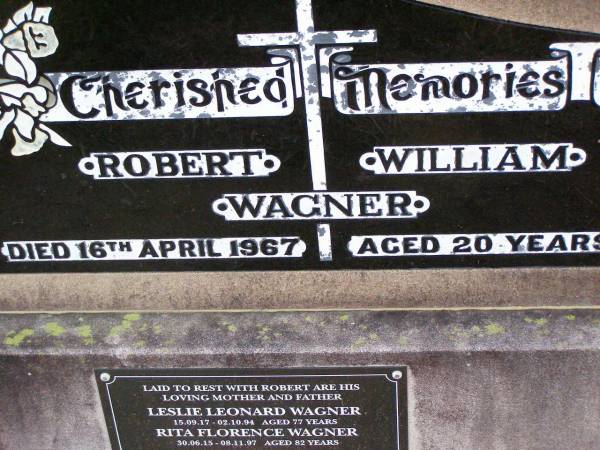 Cherished Memories
ROBERT WILLIAM
WAGNER
DIED 16TH APRIL 1967 AGED 20 YEARS
LAID TO REST WITH ROBERT ARE HIS
LOVING MOTHER AND FATHER
LESLIE LEONARD WAGNER
15.09.17 - 02.10.94 AGED 77 YEARS
RITA FLORENCE WAGNER
30.06.15 - 08.11.97 AGED 82 YEARS